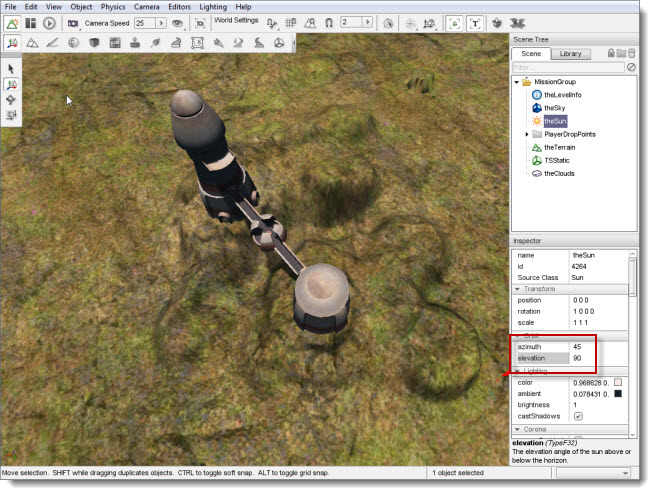 File Edit View Object Physics Camera Editors Lighting Help
Camera Speed 25 World Settings 2
Scene Tree
Scene Library
Filter...
MissionGroup
theLevelInfo
theSky
theSun
PlayerDropPoints
theTerrain
TSStatic
theClouds
Inspector
name theSun
id 4264
Source Class Sun
Transform
position 0 0 0
rotation 1 0 0 0
scale 1 1 1
azimuth 45
elevation 90
Lighting
color 0.968628 0.
ambient 0.078431 0.
brightness 1
castShadows
Corona
elevation (TypeF32)
The elevation angle of the sun above or
below the horizon.
Move selection. SHIFT while dragging duplicates objects. CTRL to toggle soft snap. ALT to toggle grid snap. 1 object selected